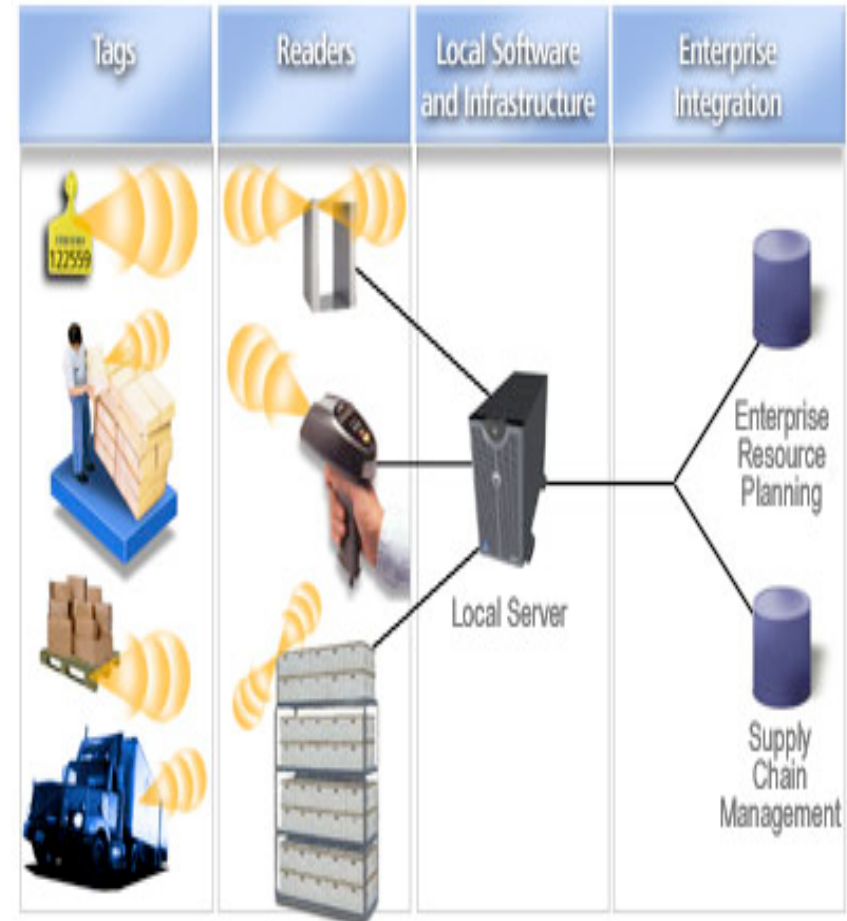 Tags
Readers
Local Software
and Infrastructure
Enterprise
Integration
122559
Enterprise
Resource
Planning
Local Server
Supply
Chain
Management